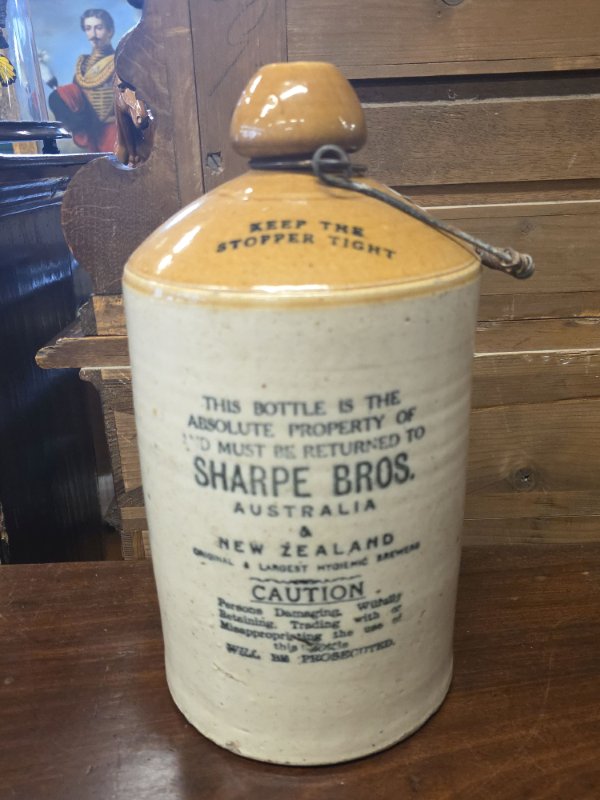 KEEP THE
STOPPER TIGHT
THIS BOTTLE IS THE
ABSOLUTE PROPERTY OF
AND MUST BE RETURNED TO
SHARPE BROS.
AUSTRALIA
&
NEW ZEALAND
ORIGINAL & LARGEST HYGIENIC BREWERS
CAUTION
Persons Damaging, Wilfully
Retaining, Trading with or
Misappropriating the use of
this Bottle
WILL BE PROSECUTED.